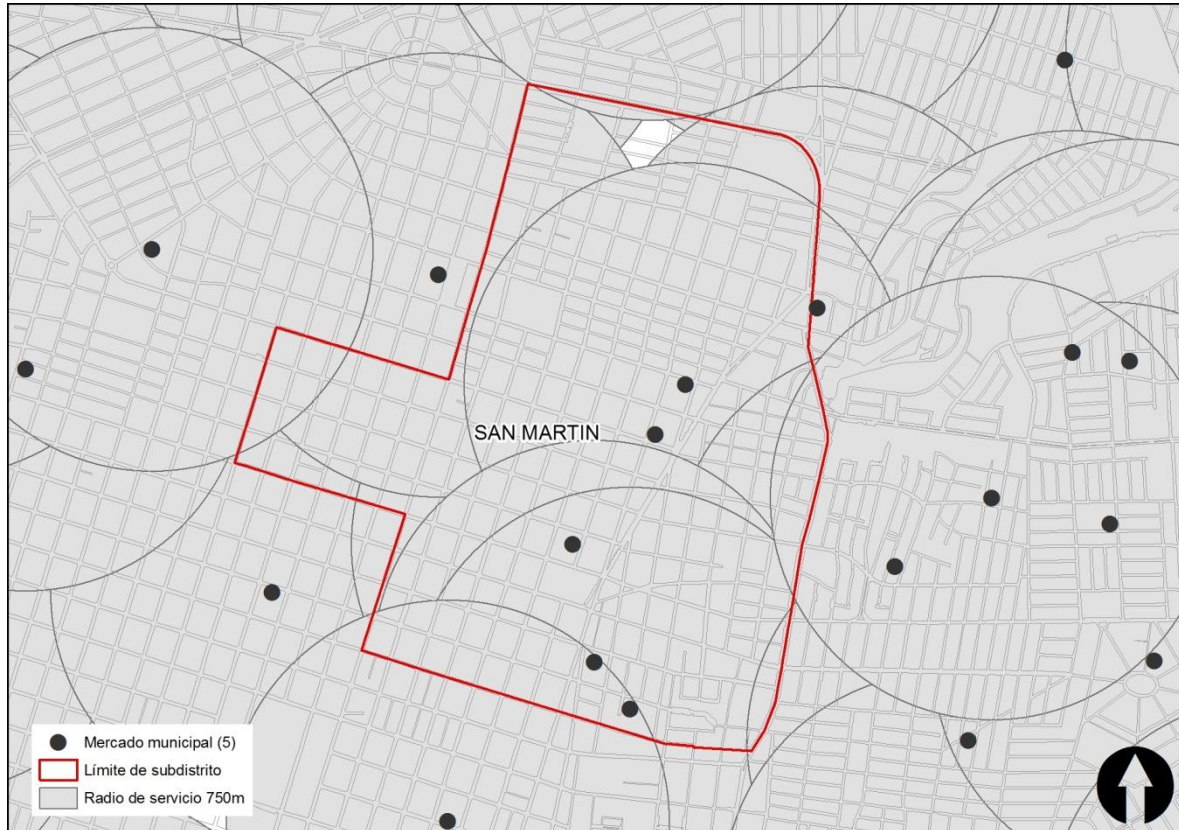 SAN MARTIN
Mercado municipal (5)
Límite de subdistrito
Radio de servicio 750m